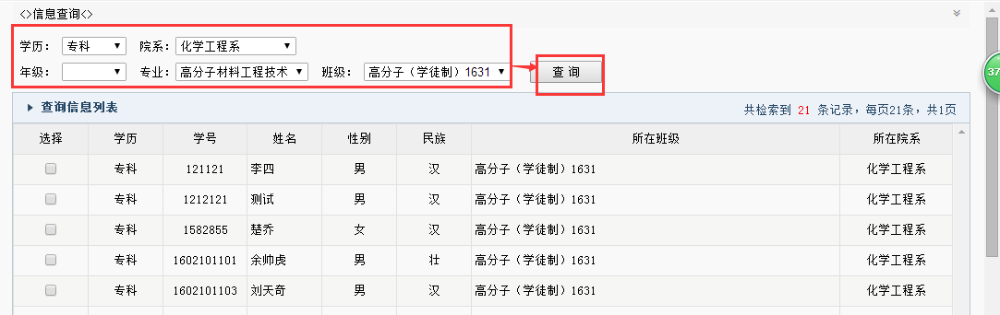 <>信息查询<>
学历： 专科 院系：化学工程系
年级： 专业：高分子材料工程技术 班级： 高分子（学徒制）1631 查 询
查询信息列表 共检索到 21 条记录，每页21条，共1页
选择 学历 学号 姓名 性别 民族 所在班级 所在院系
专科 121121 李四 男 汉 高分子（学徒制）1631 化学工程系
专科 1212121 测试 男 汉 高分子（学徒制）1631 化学工程系
专科 1582855 楚乔 女 汉 高分子（学徒制）1631 化学工程系
专科 1602101101 余帅虎 男 壮 高分子（学徒制）1631 化学工程系
专科 1602101103 刘天奇 男 汉 高分子（学徒制）1631 化学工程系
37